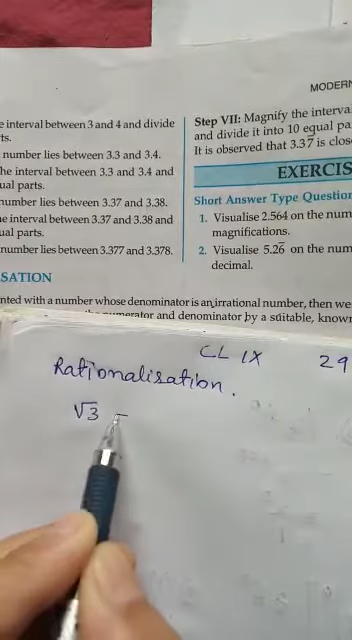 MODERN
e interval between 3 and 4 and divide
ts.
number lies between 3.3 and 3.4.
he interval between 3.3 and 3.4 and
ual parts.
number lies between 3.37 and 3.38.
e interval between 3.37 and 3.38 and
ual parts.
number lies between 3.377 and 3.378.
SATION
Step VII: Magnify the interva
and divide it into 10 equal pa
It is observed that 3.37̅ is clos
EXERCIS
Short Answer Type Question
1. Visualise 2.564 on the num
magnifications.
2. Visualise 5.26̅ on the num
decimal.
nted with a number whose denominator is an irrational number, then we
numerator and denominator by a suitable, known
CL IX 29
Rationalisation.
√3